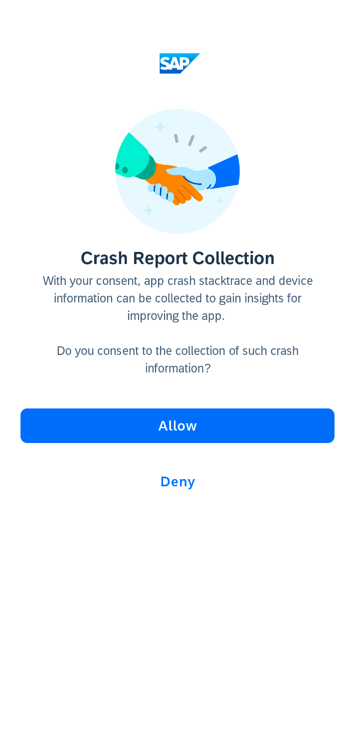 SAP
Crash Report Collection
With your consent, app crash stacktrace and device
information can be collected to gain insights for
improving the app.
Do you consent to the collection of such crash
information?
Allow
Deny